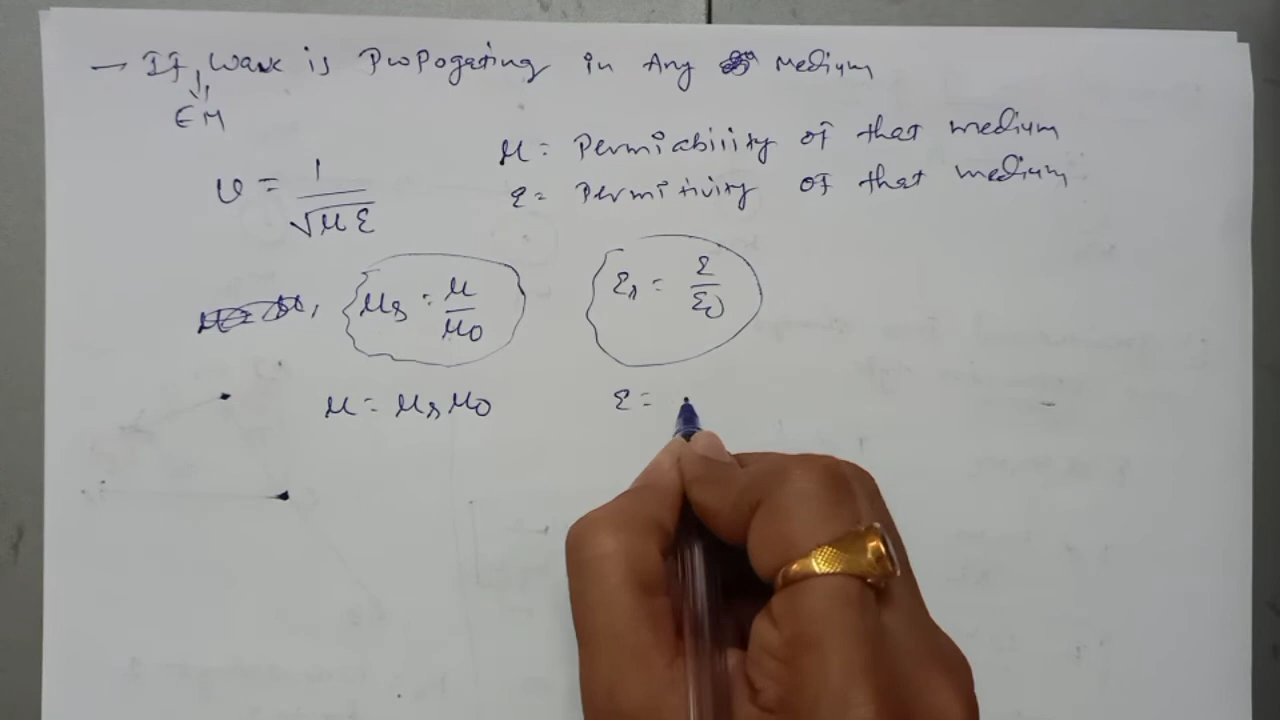 → If, Wave is Propogating in Any Medium
EM
μ = Permiability of that medium
υ = 1/√με
ε = Permitivity of that medium
μr = μ/μ0
εr = ε/ε0
μ = μrμ0
ε =